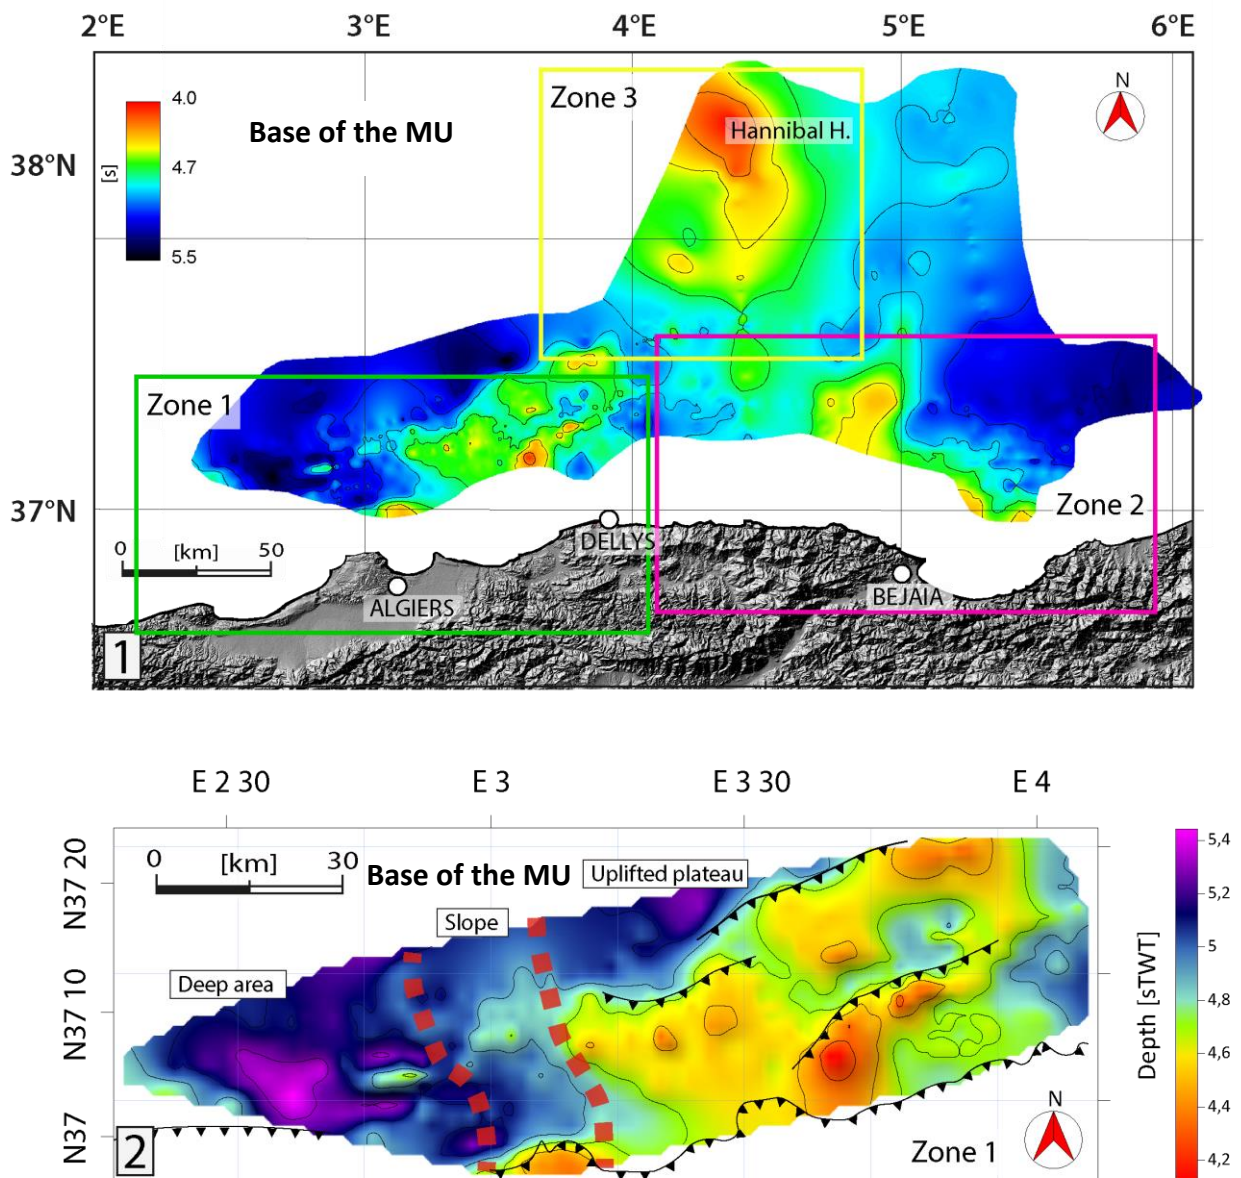 2°E 3°E 4°E 5°E 6°E
4.0
Zone 3
N
Base of the MU
Hannibal H.
38°N
[s]
4.7
5.5
Zone 1
37°N
Zone 2
0 [km] 50
DELLYS
ALGIERS
BEJAIA
1
E 2 30 E 3 E 3 30 E 4
0 [km] 30
Base of the MU
Uplifted plateau
Slope
Deep area
N37 20
N37 10
N37
5,4
5,2
5
4,8
4,6
4,4
4,2
Depth [sTWT]
N
2
Zone 1